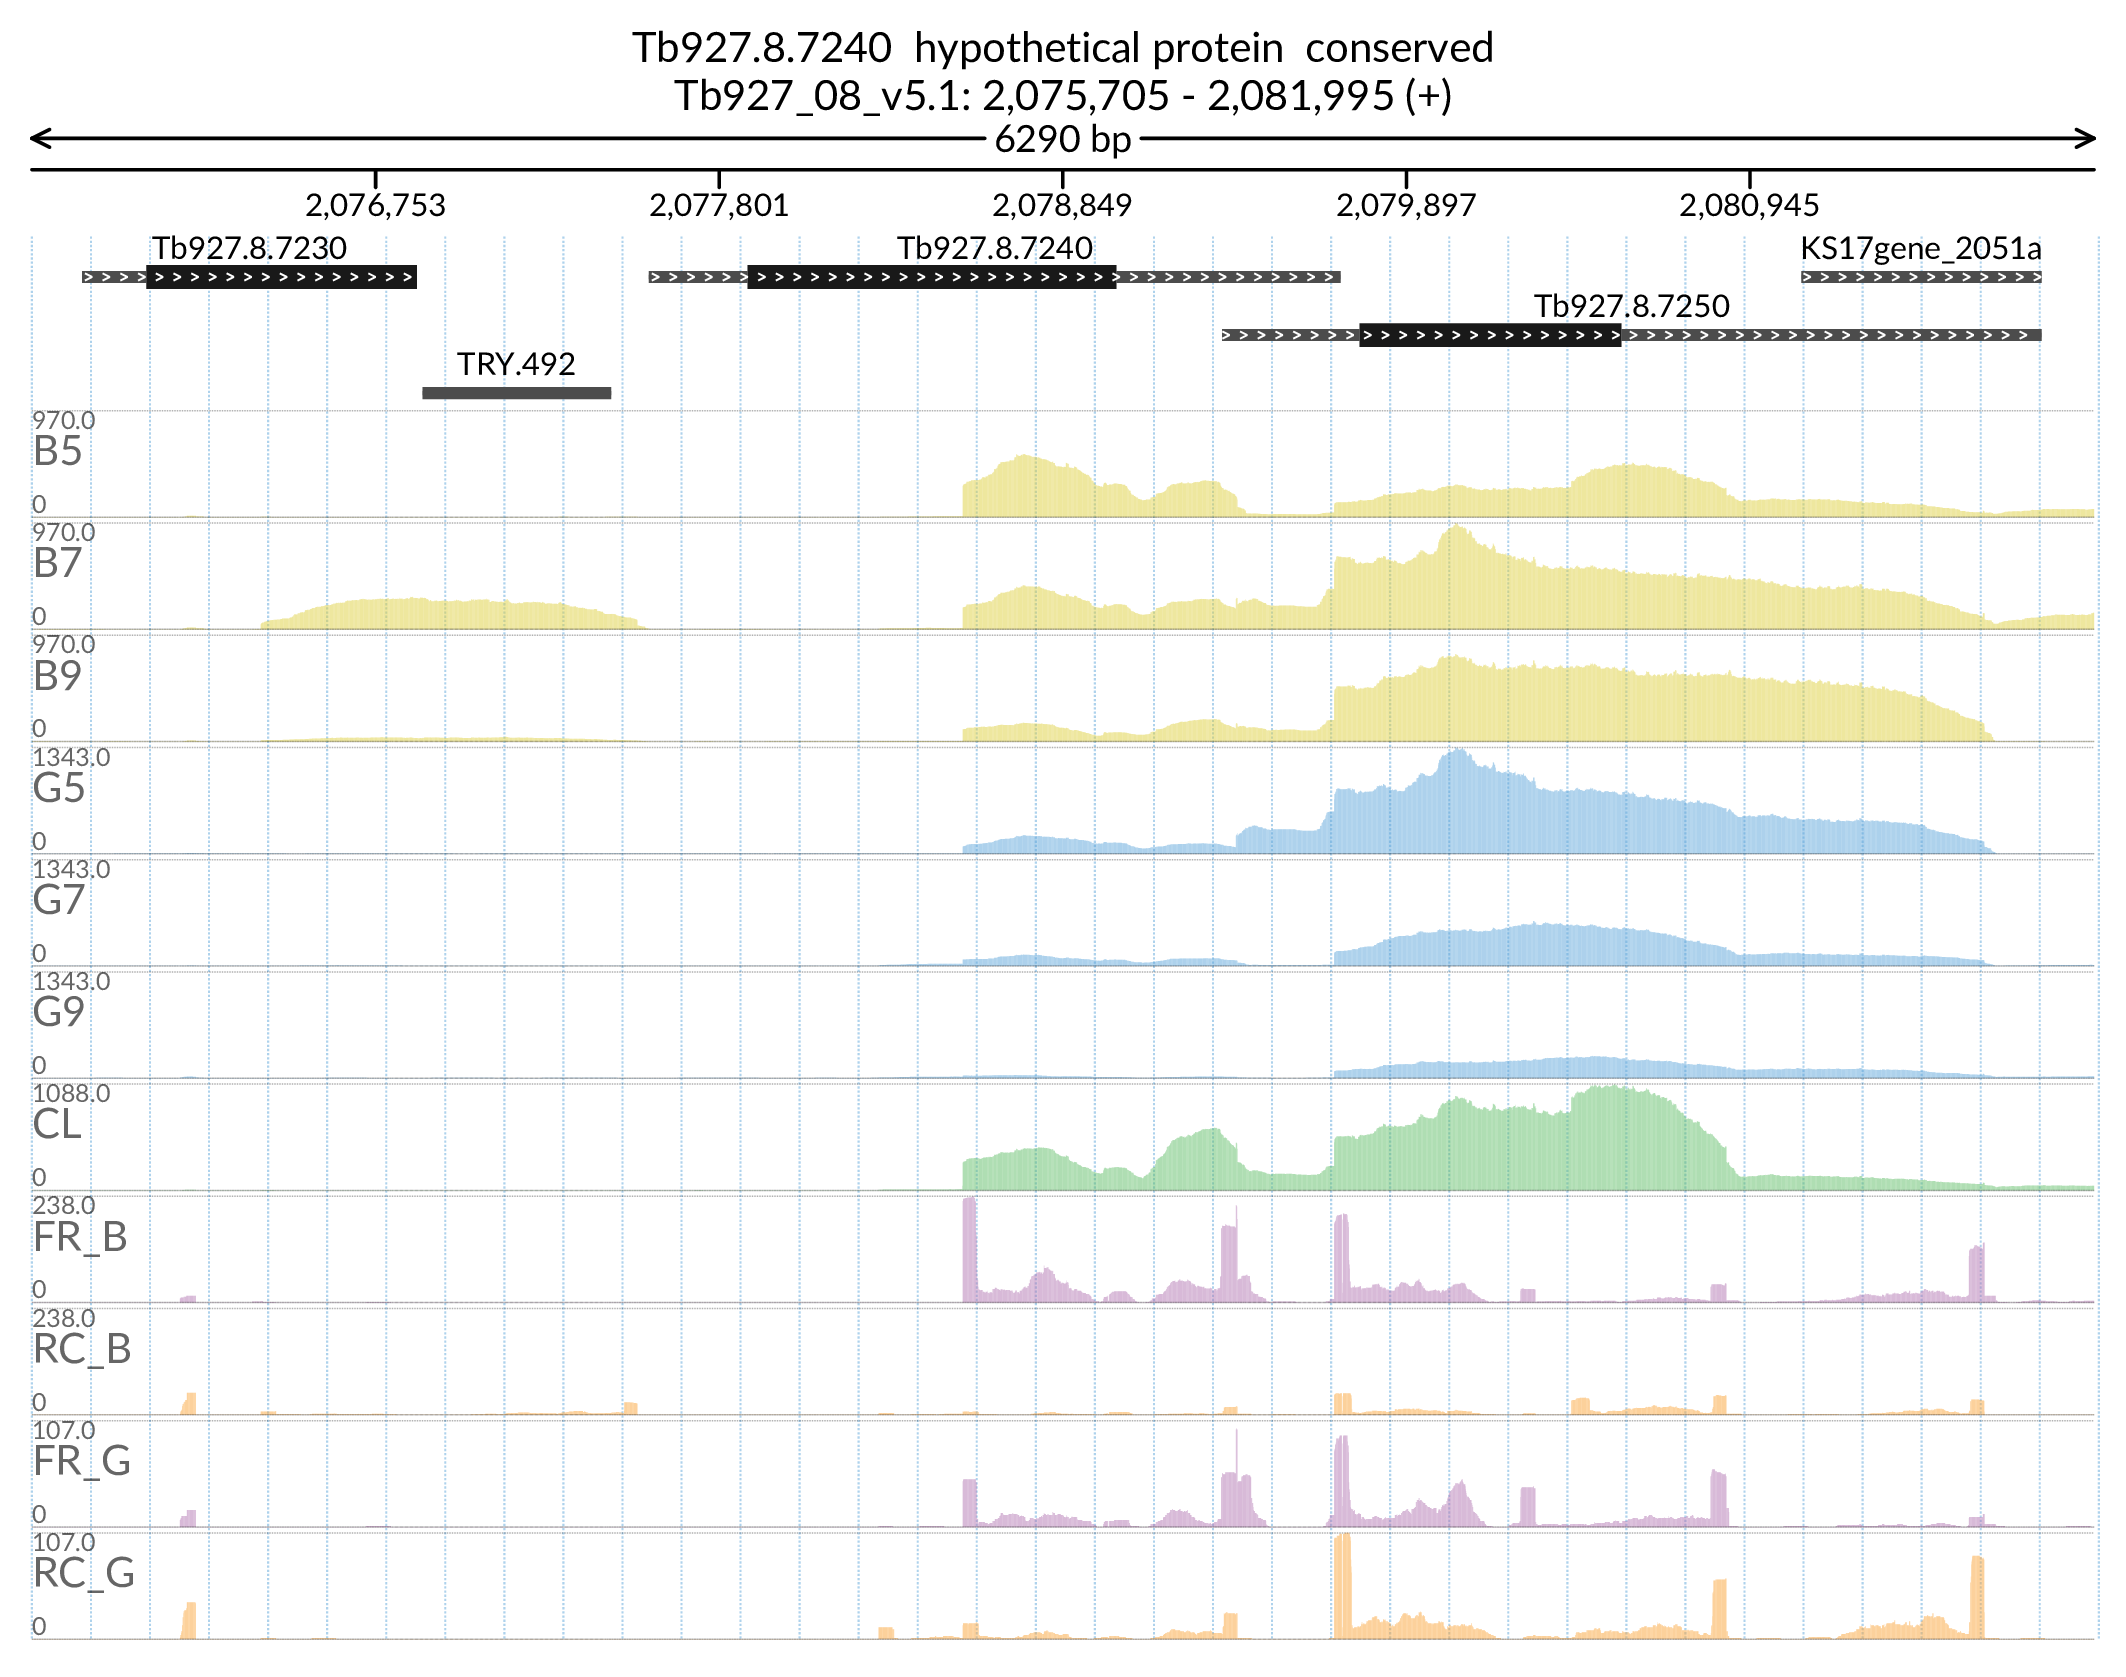 Tb927.8.7240 hypothetical protein conserved
Tb927_08_v5.1: 2,075,705 - 2,081,995 (+)
6290 bp
2,076,753 2,077,801 2,078,849 2,079,897 2,080,945
Tb927.8.7230 Tb927.8.7240 KS17gene_2051a
Tb927.8.7250
TRY.492
970.0
B5
0
970.0
B7
0
970.0
B9
0
1343.0
G5
0
1343.0
G7
0
1343.0
G9
0
1088.0
CL
0
238.0
FR_B
0
238.0
RC_B
0
107.0
FR_G
0
107.0
RC_G
0